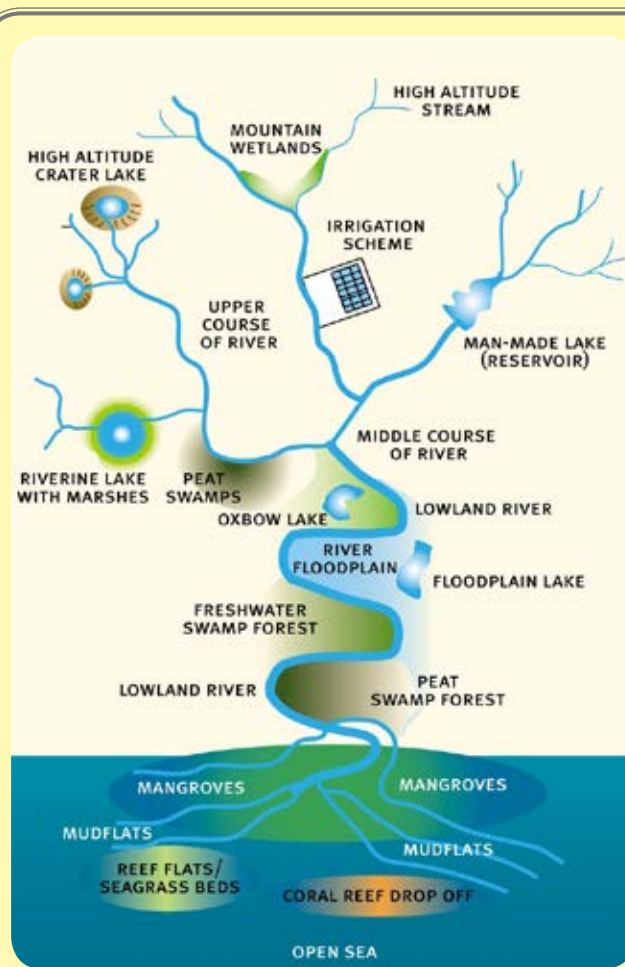 HIGH ALTITUDE
STREAM
MOUNTAIN
WETLANDS
HIGH ALTITUDE
CRATER LAKE
IRRIGATION
SCHEME
UPPER
COURSE
OF RIVER
MAN-MADE LAKE
(RESERVOIR)
MIDDLE COURSE
OF RIVER
RIVERINE LAKE
WITH MARSHES
PEAT
SWAMPS
OXBOW LAKE
LOWLAND RIVER
RIVER
FLOODPLAIN
FLOODPLAIN LAKE
FRESHWATER
SWAMP FOREST
LOWLAND RIVER
PEAT
SWAMP FOREST
MANGROVES
MANGROVES
MUDFLATS
MUDFLATS
REEF FLATS/
SEAGRASS BEDS
CORAL REEF DROP OFF
OPEN SEA